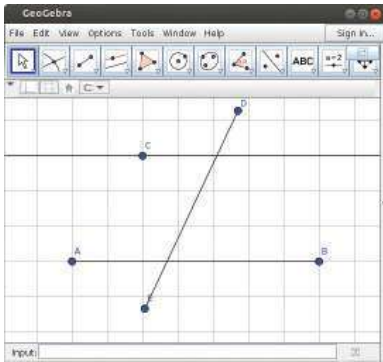 GeoGebra
File Edit View Options Tools Window Help Sign in...
ABC a=2
D
C
A B
E
Input: